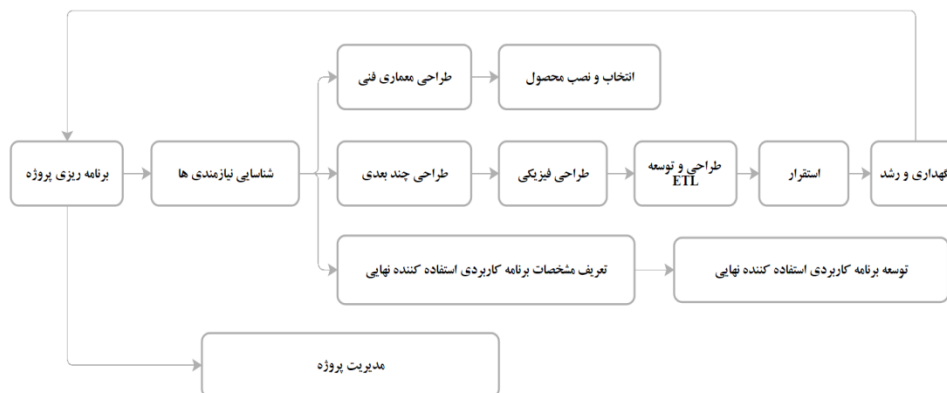 طراحی معماری فنی
انتخاب و نصب محصول
برنامه ریزی پروژه
شناسایی نیازمندی ها
طراحی چند بعدی
طراحی فیزیکی
طراحی و توسعه
ETL
استقرار
گهداری و رشد
تعریف مشخصات برنامه کاربردی استفاده کننده نهایی
توسعه برنامه کاربردی استفاده کننده نهایی
مدیریت پروژه